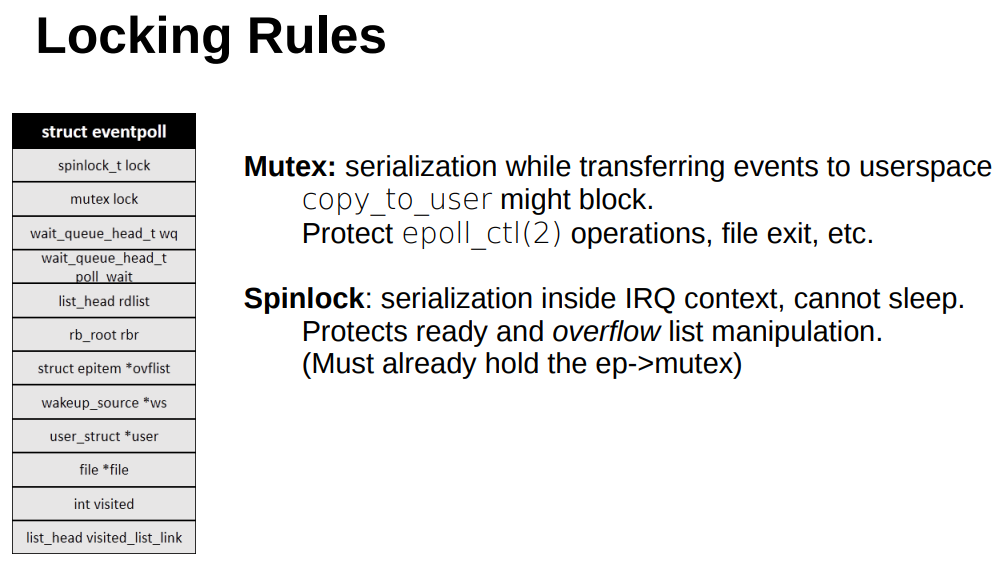 Locking Rules
struct eventpoll
spinlock_t lock
mutex lock
wait_queue_head_t wq
wait_queue_head_t
poll_wait
list_head rdlist
rb_root rbr
struct epitem *ovflist
wakeup_source *ws
user_struct *user
file *file
int visited
list_head visited_list_link
Mutex: serialization while transferring events to userspace
copy_to_user might block.
Protect epoll_ctl(2) operations, file exit, etc.
Spinlock: serialization inside IRQ context, cannot sleep.
Protects ready and overflow list manipulation.
(Must already hold the ep->mutex)